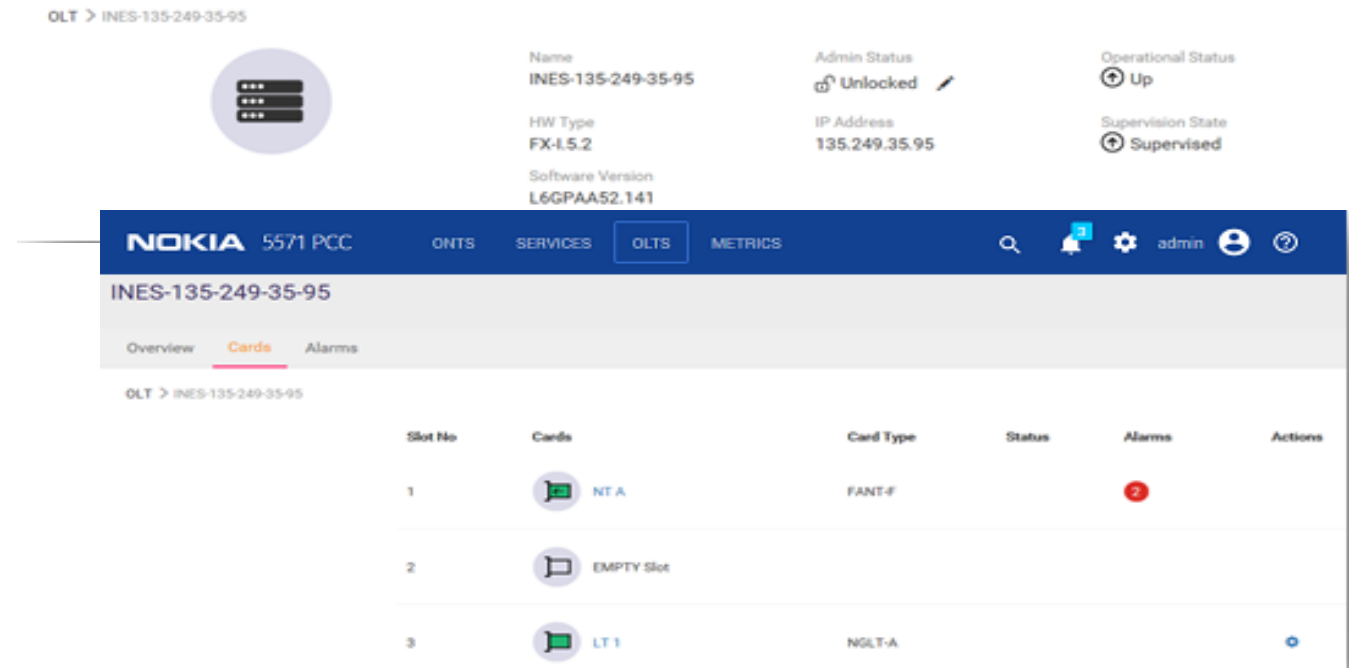 OLT > INES-135-249-35-95
Name Admin Status Operational Status
INES-135-249-35-95 Unlocked Up
HW Type IP Address Supervision State
FX-I.5.2 135.249.35.95 Supervised
Software Version
L6GPAA52.141
NOKIA 5571 PCC ONTS SERVICES OLTS METRICS 3 admin ?
INES-135-249-35-95
Overview Cards Alarms
OLT > INES-135-249-35-95
Slot No Cards Card Type Status Alarms Actions
1 NT A FANT-F 2
2 EMPTY Slot
3 LT 1 NGLT-A